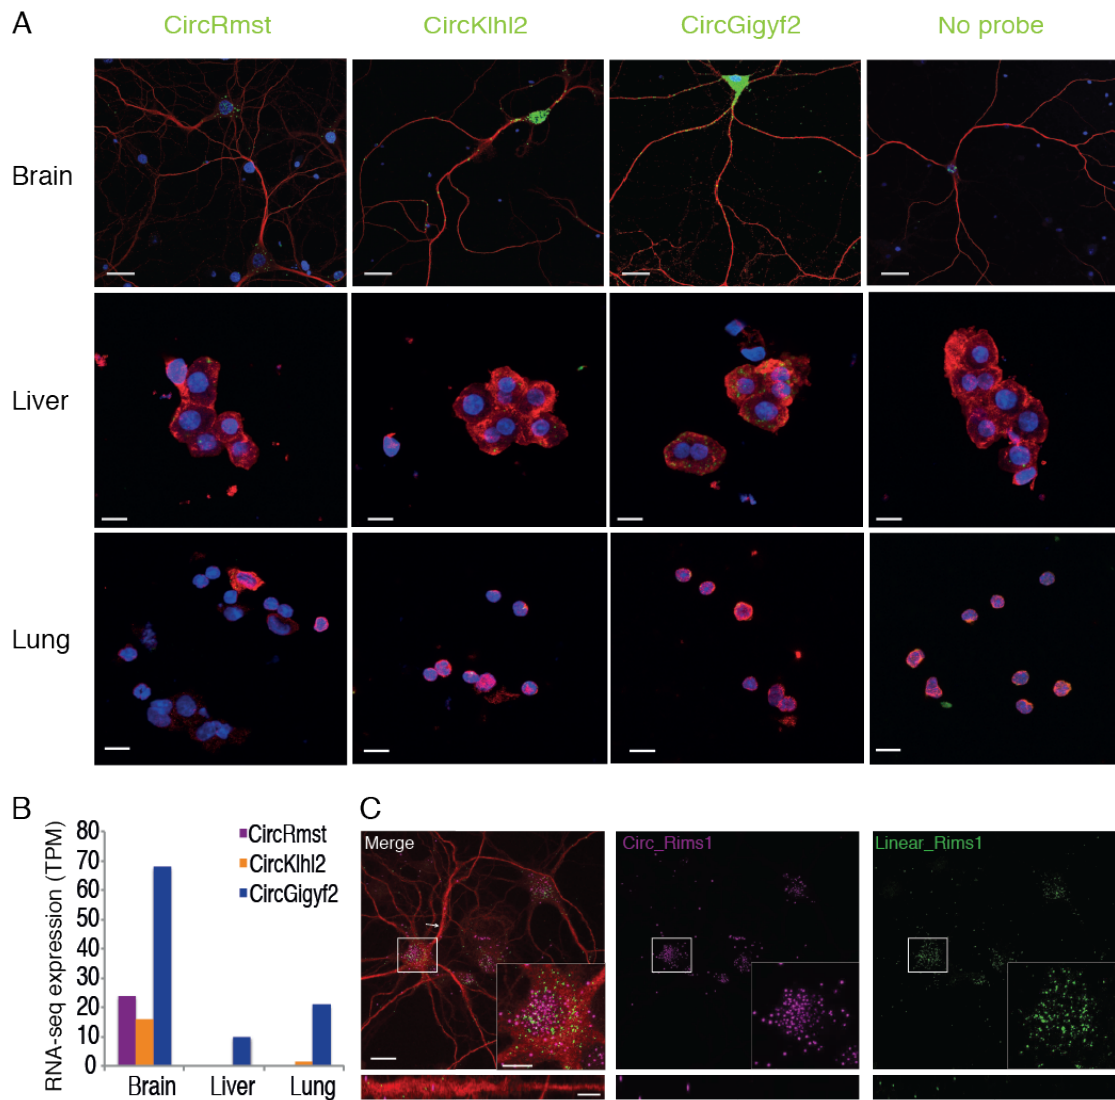 A
CircRmst CircKlhl2 CircGigyf2 No probe
Brain
Liver
Lung
B
RNA-seq expression (TPM)
80
70
60
50
40
30
20
10
0
CircRmst
CircKlhl2
CircGigyf2
Brain Liver Lung
C
Merge
Circ_Rims1
Linear_Rims1